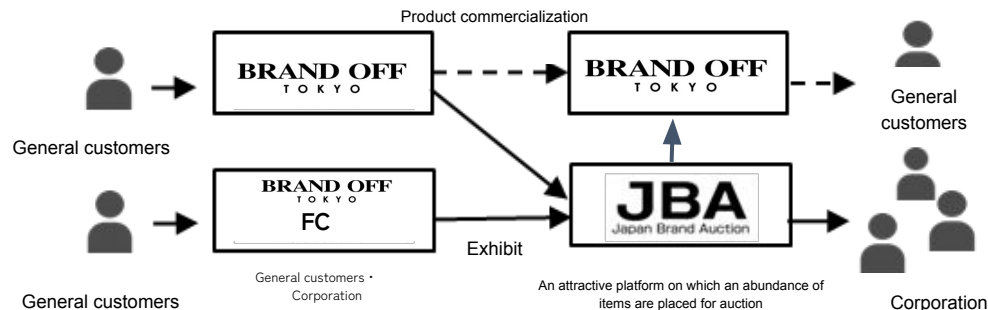 Product commercialization
BRAND OFF
TOKYO
BRAND OFF
TOKYO
General customers
General
customers
BRAND OFF
TOKYO
FC
JBA
Japan Brand Auction
Exhibit
General customers
General customers・
Corporation
An attractive platform on which an abundance of
items are placed for auction
Corporation